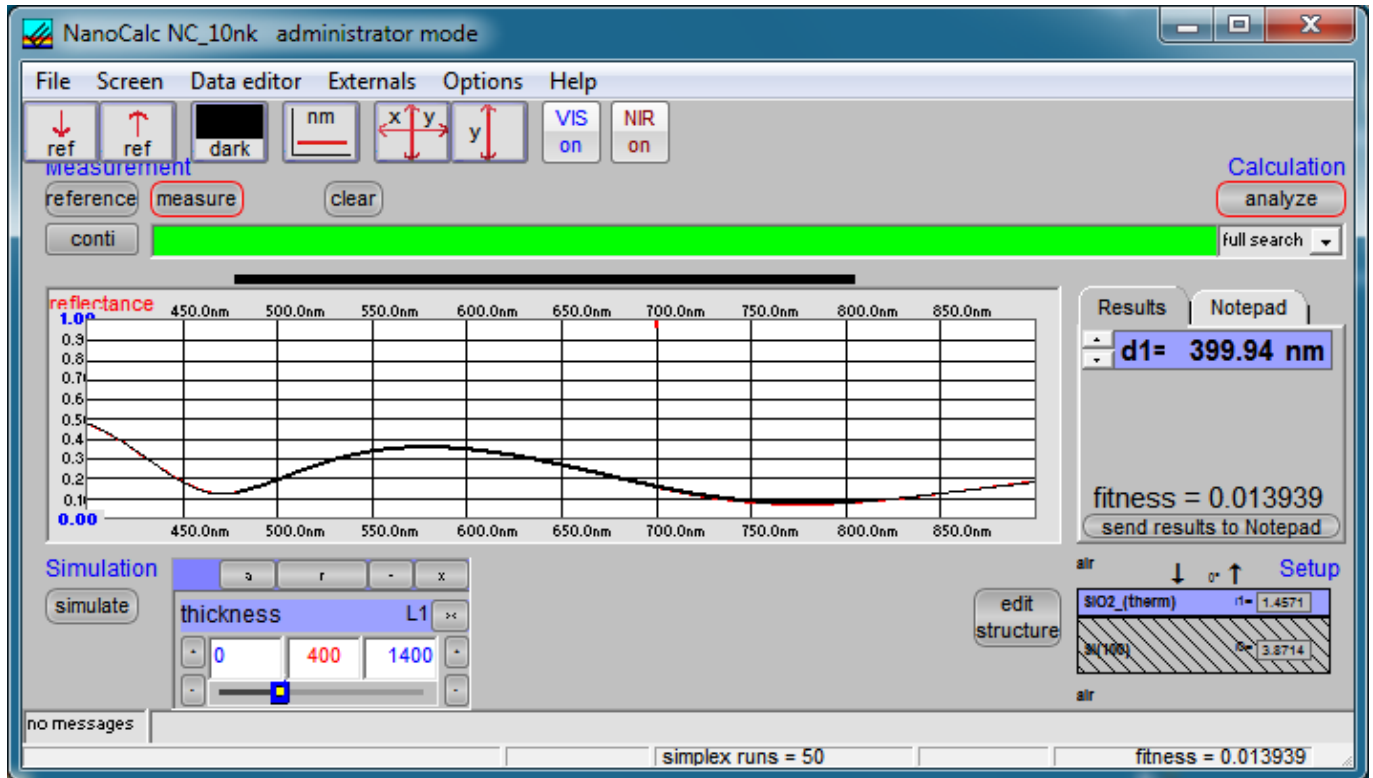 NanoCalc NC_10nk administrator mode
File Screen Data editor Externals Options Help
ref ref dark nm x y y VIS on NIR on
Measurement
Calculation
reference measure clear analyze
conti full search
reflectance 450.0nm 500.0nm 550.0nm 600.0nm 650.0nm 700.0nm 750.0nm 800.0nm 850.0nm
1.00
0.9
0.8
0.7
0.6
0.5
0.4
0.3
0.2
0.1
0.00
450.0nm 500.0nm 550.0nm 600.0nm 650.0nm 700.0nm 750.0nm 800.0nm 850.0nm
Results Notepad
d1= 399.94 nm
fitness = 0.013939
send results to Notepad
Simulation
simulate
a r - x
thickness L1
0 400 1400
edit
structure
air 0° Setup
SIO2_(therm) r1= 1.4571
SI(100) 3.8714
air
no messages
simplex runs = 50 fitness = 0.013939